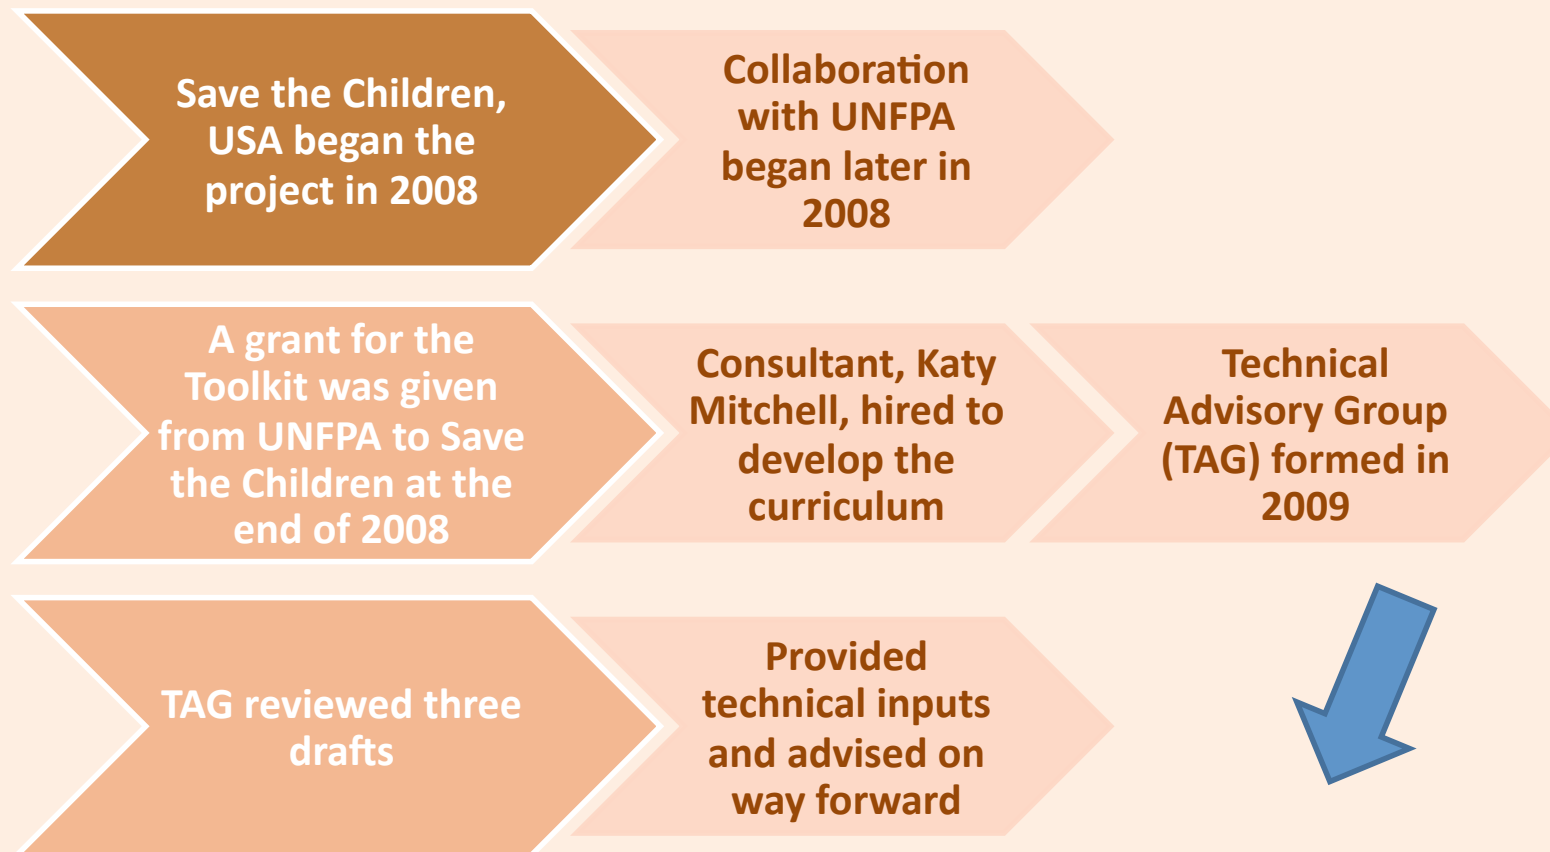 Save the Children,
USA began the
project in 2008
Collaboration
with UNFPA
began later in
2008
A grant for the
Toolkit was given
from UNFPA to Save
the Children at the
end of 2008
Consultant, Katy
Mitchell, hired to
develop the
curriculum
Technical
Advisory Group
(TAG) formed in
2009
TAG reviewed three
drafts
Provided
technical inputs
and advised on
way forward